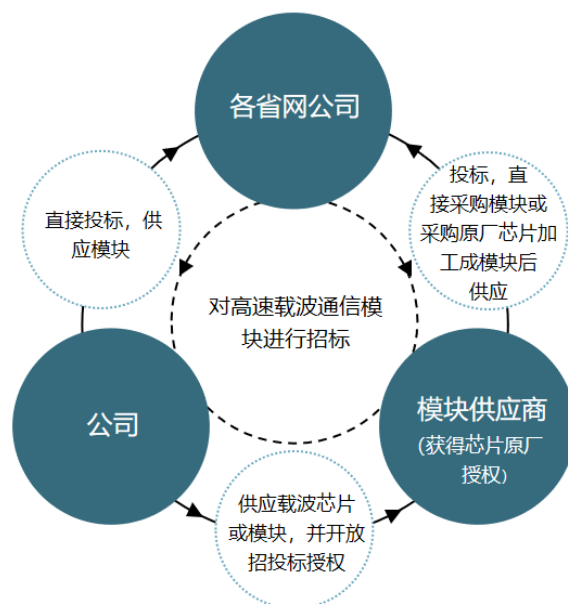 各省网公司
直接投标，供
应模块
投标，直
接采购模块或
采购原厂芯片加
工成模块后
供应
对高速载波通信模
块进行招标
公司
模块供应商
(获得芯片原厂
授权)
供应载波芯片
或模块，并开放
招投标授权